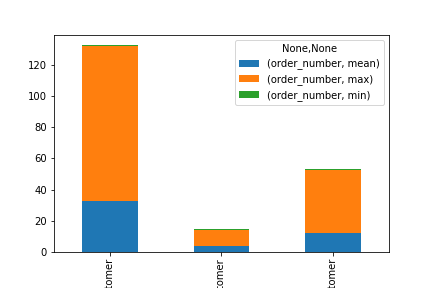 None,None
(order_number, mean)
(order_number, max)
(order_number, min)
120
100
80
60
40
20
0
tomer
tomer
tomer